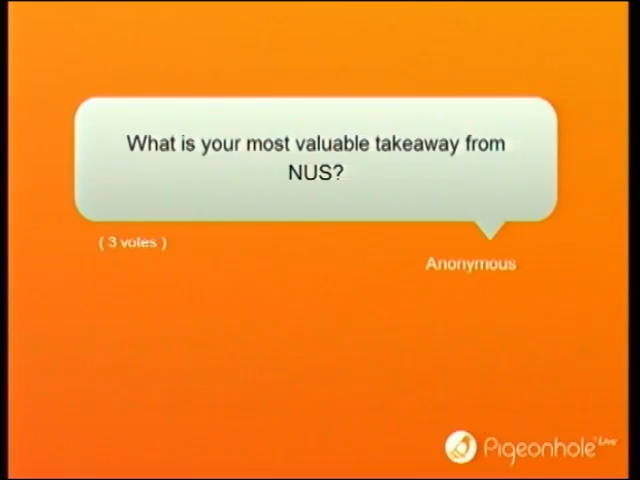 What is your most valuable takeaway from
NUS?
( 3 votes )
Anonymous
Pigeonhole Live